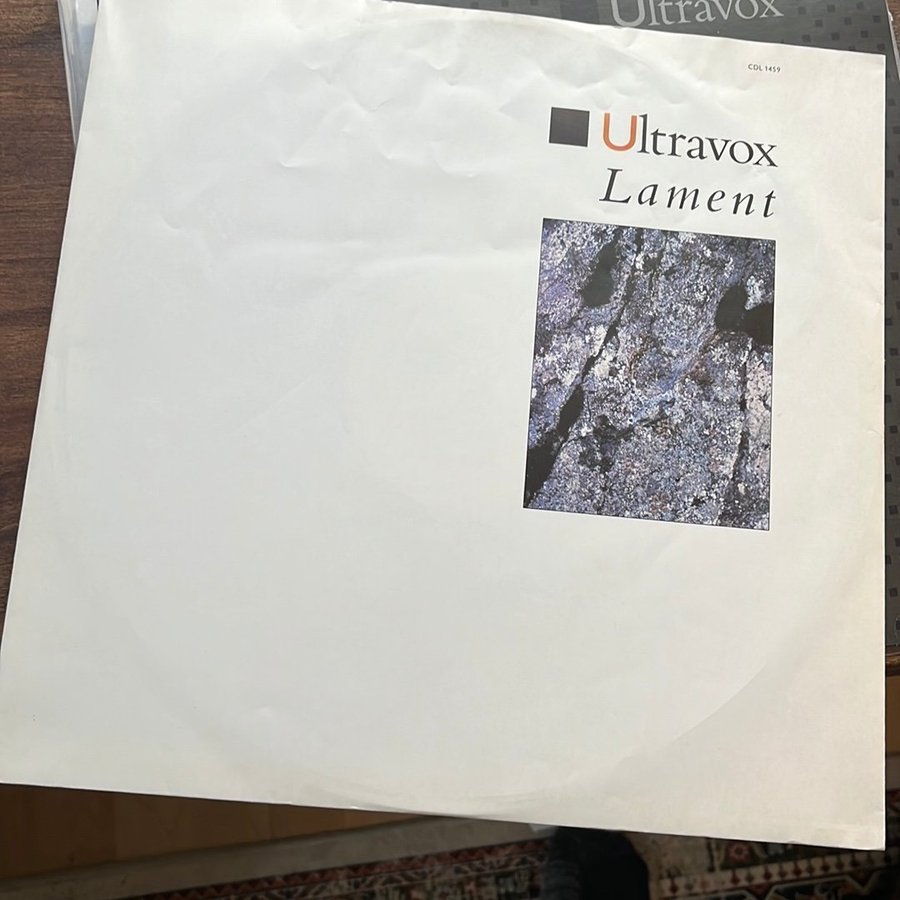 Ultravox
CDL 1459
Ultravox
Lament